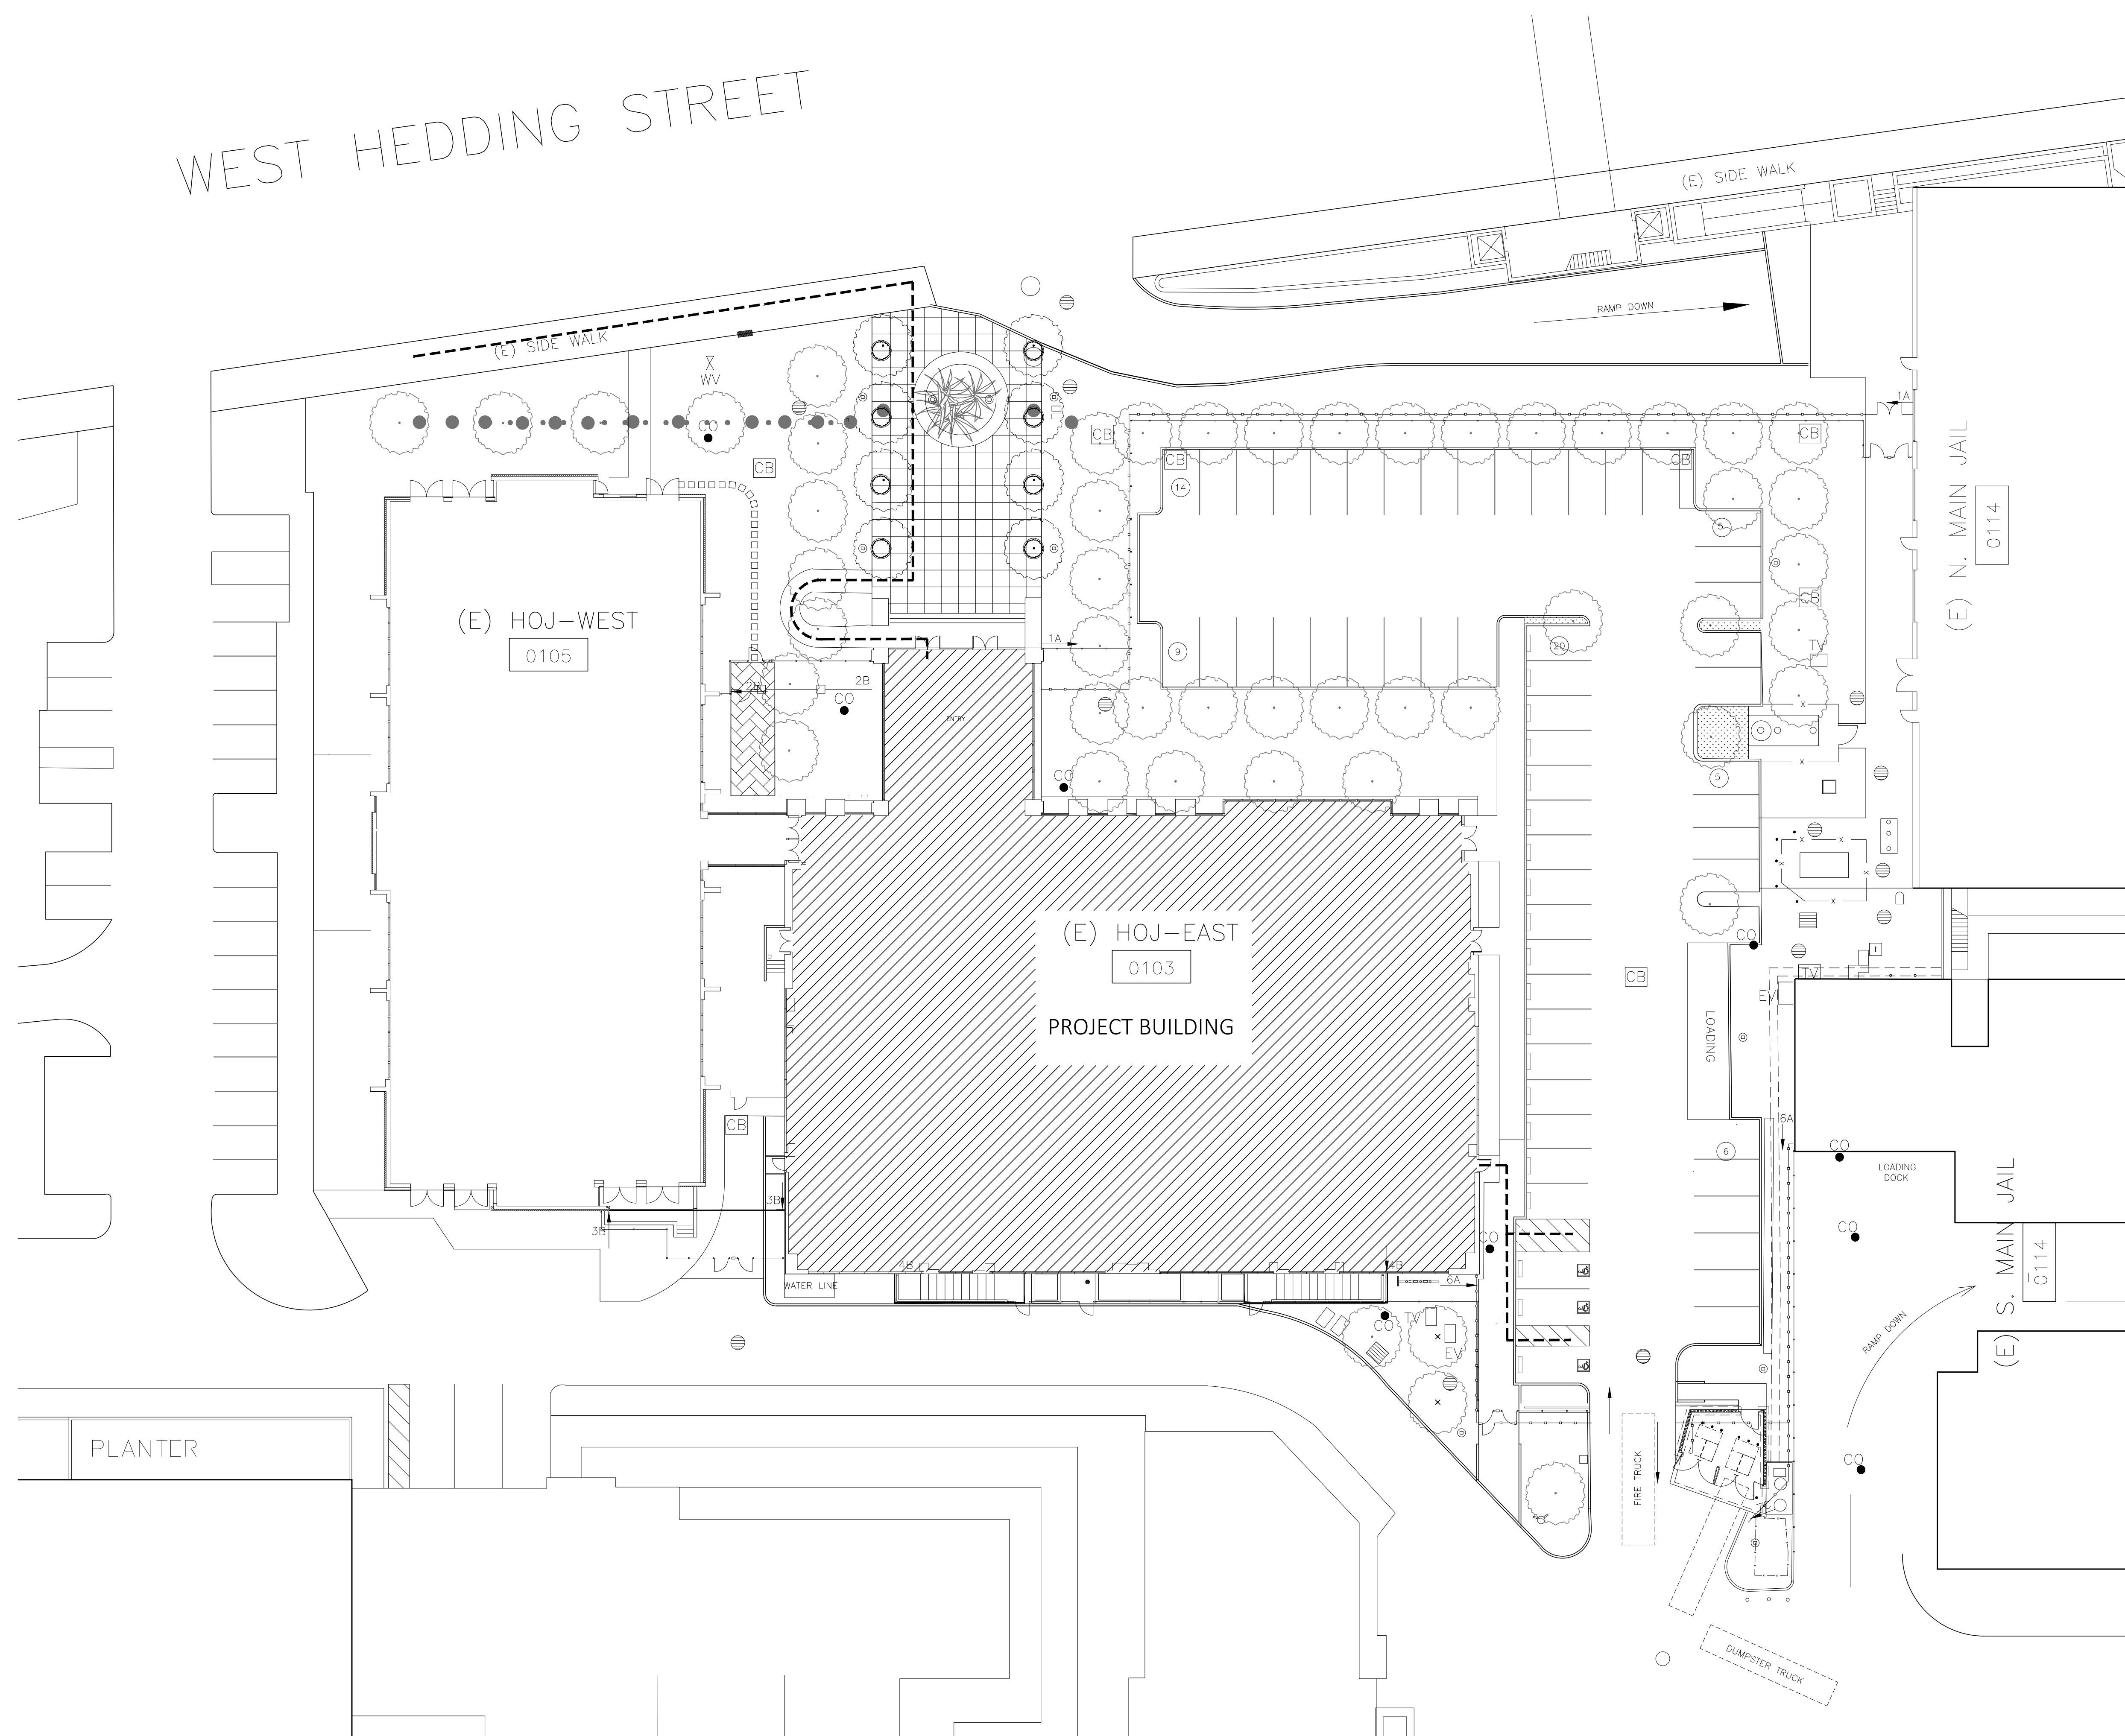 WEST HEDDING STREET
(E) SIDE WALK
RAMP DOWN
(E) SIDE WALK
WV
CO
1A
CB
CB
CB
CB
CB
CB
14
5
(E) N. MAIN JAIL
0114
(E) HOJ-WEST
0105
CB
1A
9
20
TV
2B
2B
CO
ENTRY
CO
5
(E) HOJ-EAST
0103
PROJECT BUILDING
CO
CB
TV
EV
LOADING
CB
6A
6
CO
LOADING
DOCK
3B
3B
CO
CO
4B
4B
6A
WATER LINE
(E) S. MAIN JAIL
0114
CO
TV
EV
RAMP DOWN
PLANTER
FIRE TRUCK
CO
DUMPSTER TRUCK